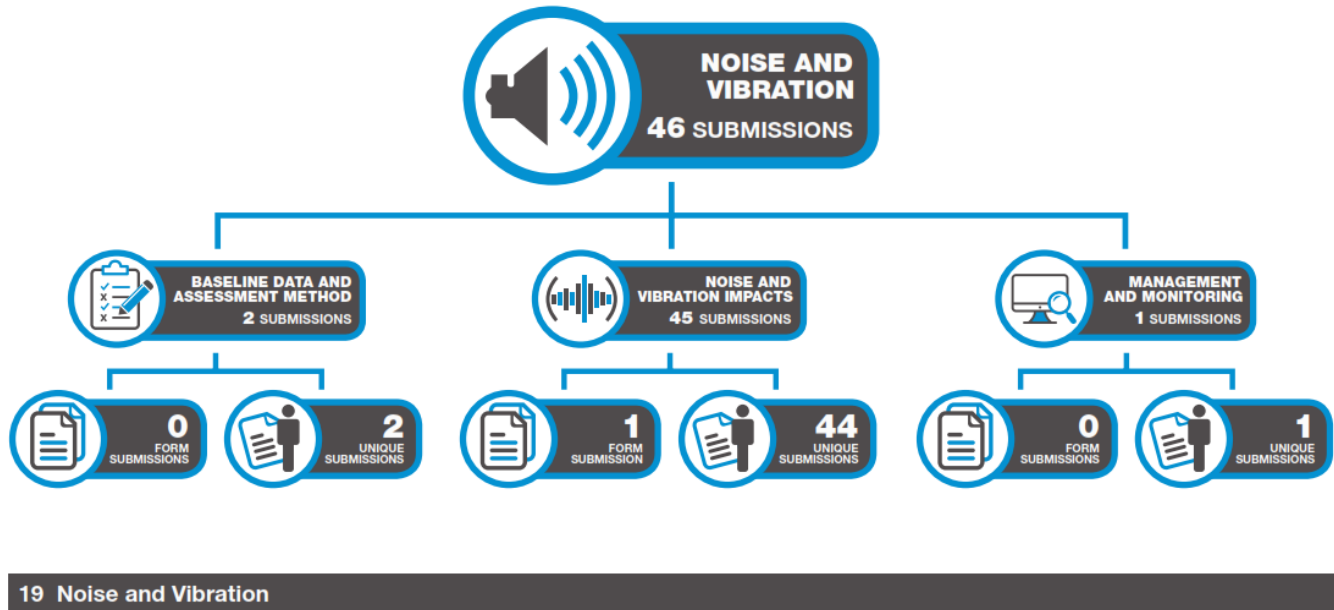 NOISE AND
VIBRATION
46 SUBMISSIONS
BASELINE DATA AND
ASSESSMENT METHOD
2 SUBMISSIONS
NOISE AND
VIBRATION IMPACTS
45 SUBMISSIONS
MANAGEMENT
AND MONITORING
1 SUBMISSIONS
0
FORM
SUBMISSIONS
2
UNIQUE
SUBMISSIONS
1
FORM
SUBMISSION
44
UNIQUE
SUBMISSIONS
0
FORM
SUBMISSIONS
1
UNIQUE
SUBMISSIONS
19 Noise and Vibration